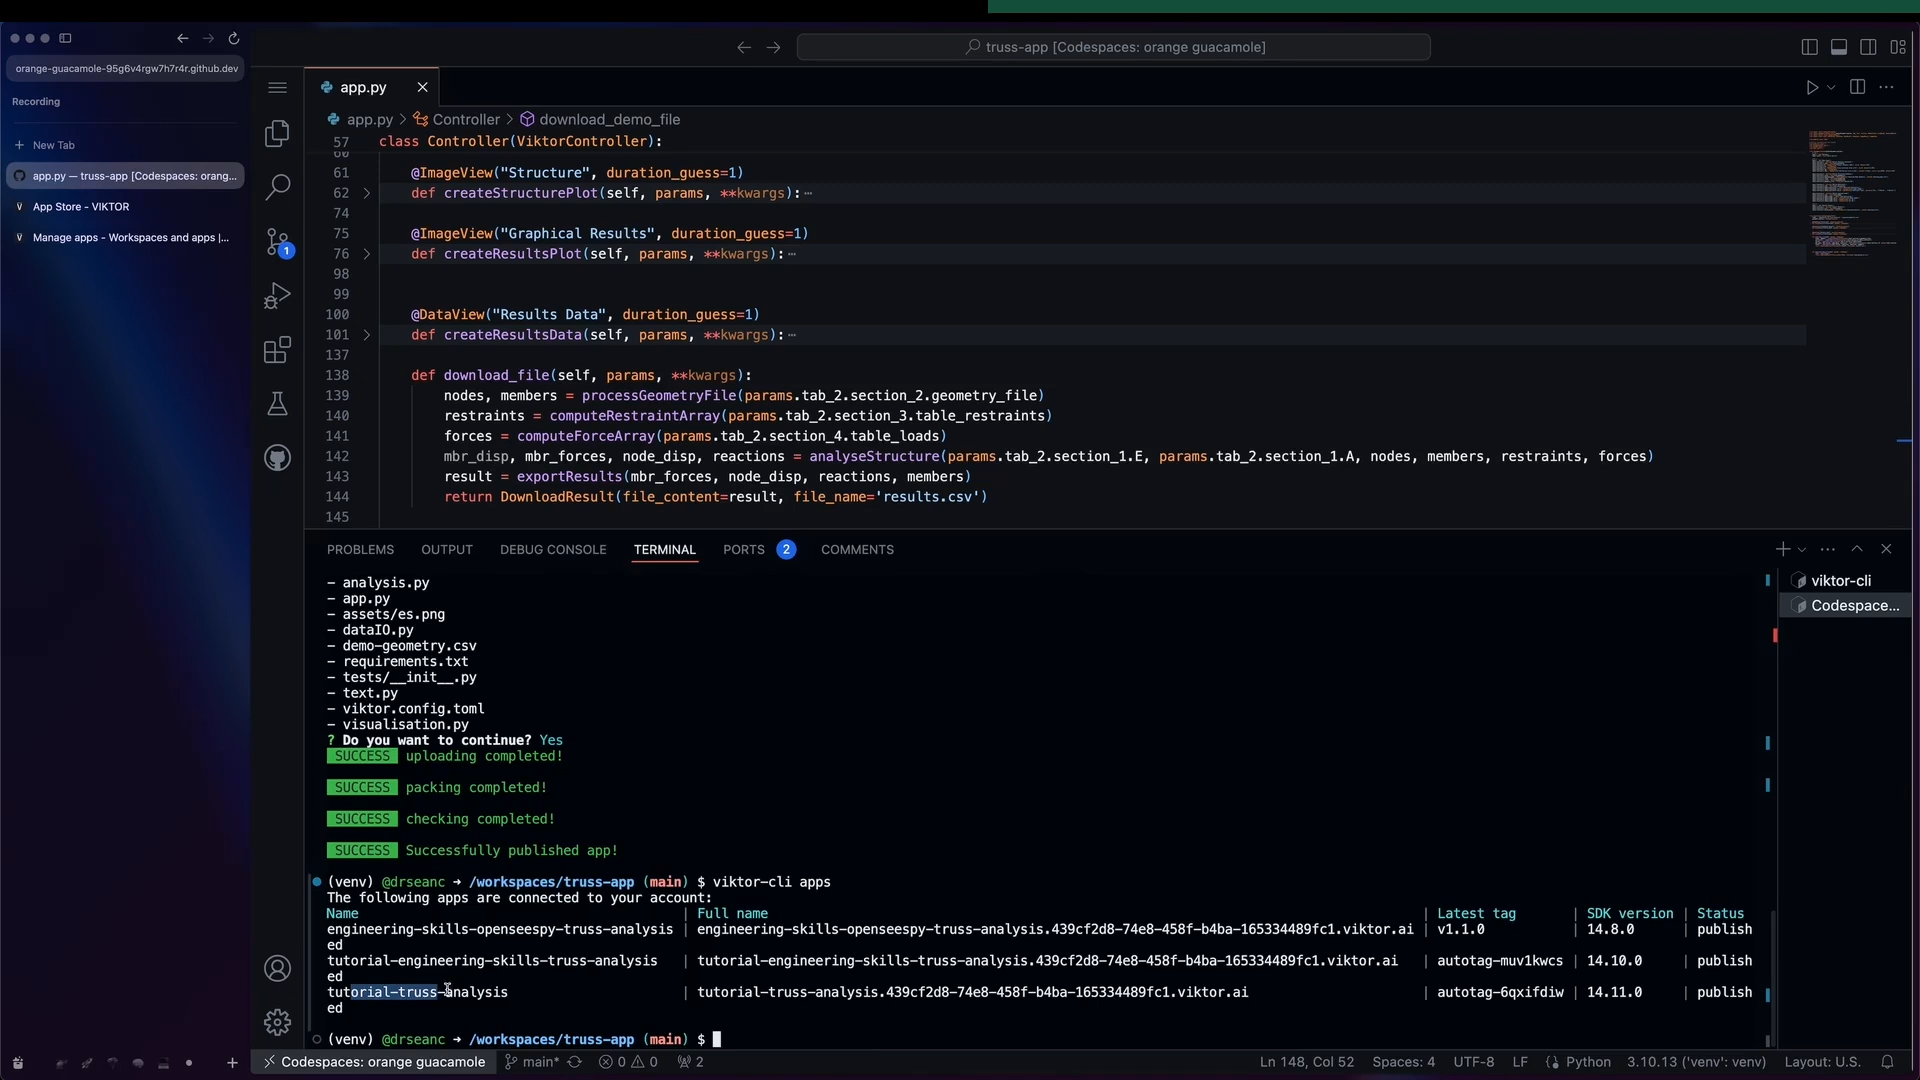 truss-app [Codespaces: orange guacamole]
orange-guacamole-95g6v4rgw7h7r4r.github.dev
Recording
New Tab
app.py — truss-app [Codespaces: orang...
App Store - VIKTOR
Manage apps - Workspaces and apps |...
app.py
app.py > Controller > download_demo_file
57 class Controller(ViktorController):
60
61 @ImageView("Structure", duration_guess=1)
62 def createStructurePlot(self, params, **kwargs):
74
75 @ImageView("Graphical Results", duration_guess=1)
76 def createResultsPlot(self, params, **kwargs):
98
99
100 @DataView("Results Data", duration_guess=1)
101 def createResultsData(self, params, **kwargs):
137
138 def download_file(self, params, **kwargs):
139 nodes, members = processGeometryFile(params.tab_2.section_2.geometry_file)
140 restraints = computeRestraintArray(params.tab_2.section_3.table_restraints)
141 forces = computeForceArray(params.tab_2.section_4.table_loads)
142 mbr_disp, mbr_forces, node_disp, reactions = analyseStructure(params.tab_2.section_1.E, params.tab_2.section_1.A, nodes, members, restraints, forces)
143 result = exportResults(mbr_forces, node_disp, reactions, members)
144 return DownloadResult(file_content=result, file_name='results.csv')
145
1
PROBLEMS OUTPUT DEBUG CONSOLE TERMINAL PORTS 2 COMMENTS
viktor-cli
Codespace...
- analysis.py
- app.py
- assets/es.png
- dataIO.py
- demo-geometry.csv
- requirements.txt
- tests/__init__.py
- text.py
- viktor.config.toml
- visualisation.py
? Do you want to continue? Yes
SUCCESS uploading completed!
SUCCESS packing completed!
SUCCESS checking completed!
SUCCESS Successfully published app!
(venv) @drseanc ➜ /workspaces/truss-app (main) $ viktor-cli apps
The following apps are connected to your account:
Name | Full name | Latest tag | SDK version | Status
engineering-skills-openseespy-truss-analysis | engineering-skills-openseespy-truss-analysis.439cf2d8-74e8-458f-b4ba-165334489fc1.viktor.ai | v1.1.0 | 14.8.0 | publish
ed
tutorial-engineering-skills-truss-analysis | tutorial-engineering-skills-truss-analysis.439cf2d8-74e8-458f-b4ba-165334489fc1.viktor.ai | autotag-muv1kwcs | 14.10.0 | publish
ed
tutorial-truss-analysis | tutorial-truss-analysis.439cf2d8-74e8-458f-b4ba-165334489fc1.viktor.ai | autotag-6qxifdiw | 14.11.0 | publish
ed
(venv) @drseanc ➜ /workspaces/truss-app (main) $
Codespaces: orange guacamole main* 0 0 2 Ln 148, Col 52 Spaces: 4 UTF-8 LF Python 3.10.13 ('venv': venv) Layout: U.S.